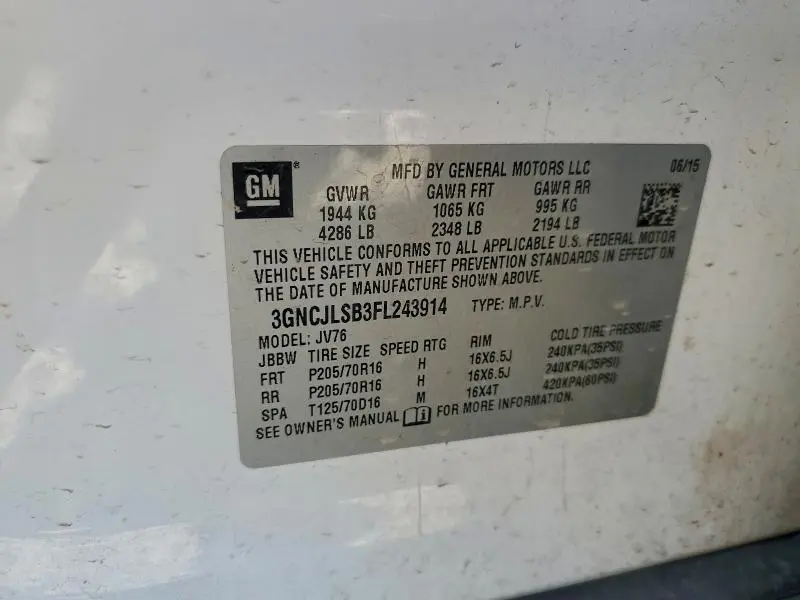 GM ® MFD BY GENERAL MOTORS LLC 06/15
GVWR GAWR FRT GAWR RR
1944 KG 1065 KG 995 KG
4286 LB 2348 LB 2194 LB
THIS VEHICLE CONFORMS TO ALL APPLICABLE U.S. FEDERAL MOTOR
VEHICLE SAFETY AND THEFT PREVENTION STANDARDS IN EFFECT ON
THE DATE OF MANUFACTURE SHOWN ABOVE.
3GNCJLSB3FL243914 TYPE: M.P.V.
MODEL: JV76
JBBW TIRE SIZE SPEED RTG RIM COLD TIRE PRESSURE
FRT P205/70R16 H 16X6.5J 240KPA(35PSI)
RR P205/70R16 H 16X6.5J 240KPA(35PSI)
SPA T125/70D16 M 16X4T 420KPA(60PSI)
SEE OWNER'S MANUAL i FOR MORE INFORMATION.